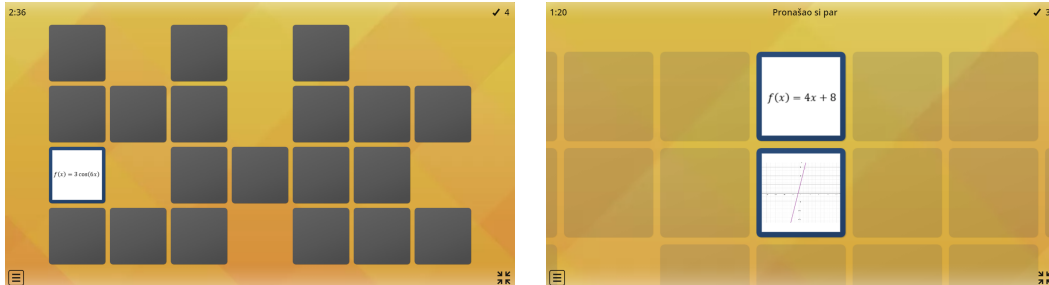 2:36 ✓ 4
f(x) = 3 cos(6x)
1:20 Pronašao si par ✓ 3
f(x) = 4x + 8